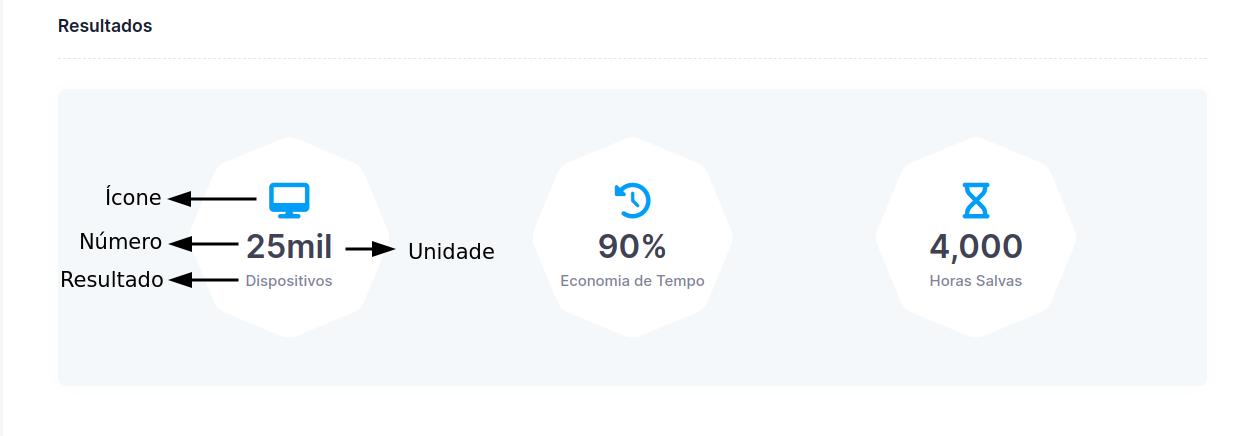 Resultados
Ícone
Número
25mil
Unidade
Resultado
Dispositivos
90%
Economia de Tempo
4,000
Horas Salvas